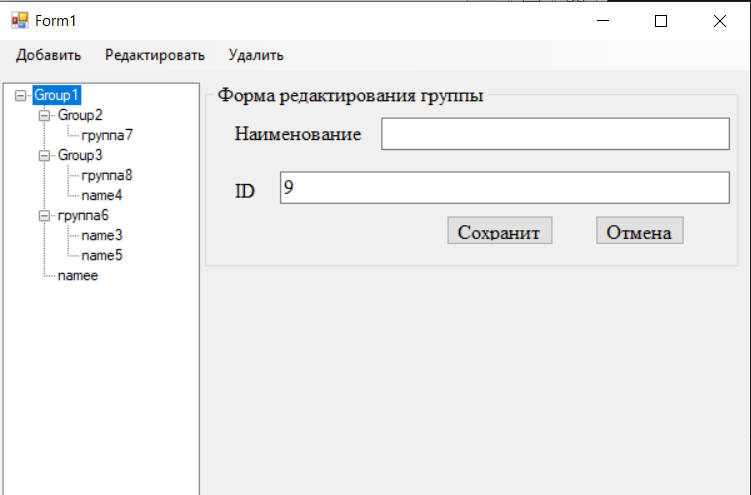 Form1
Добавить Редактировать Удалить
Group1
Group2
группа7
Group3
группа8
name4
группа6
name3
name5
namee
Форма редактирования группы
Наименование
ID 9
Сохранит Отмена